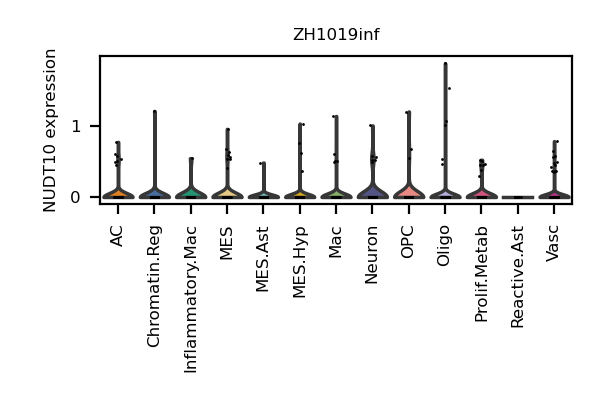 ZH1019inf
NUDT10 expression
1
0
AC
Chromatin.Reg
Inflammatory.Mac
MES
MES.Ast
MES.Hyp
Mac
Neuron
OPC
Oligo
Prolif.Metab
Reactive.Ast
Vasc